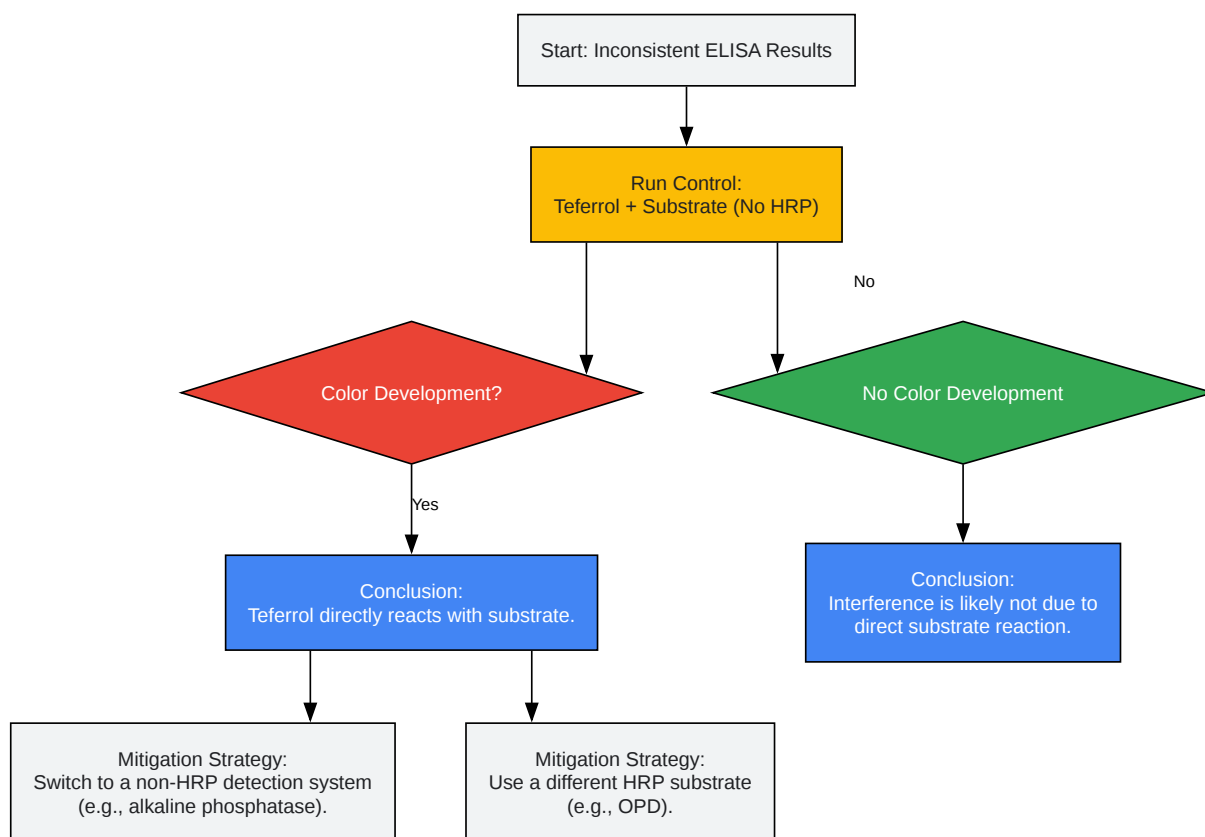 Start: Inconsistent ELISA Results
Run Control:
Teferrol + Substrate (No HRP)
No
Color Development?
No Color Development
Yes
Conclusion:
Teferrol directly reacts with substrate.
Conclusion:
Interference is likely not due to
direct substrate reaction.
Mitigation Strategy:
Switch to a non-HRP detection system
(e.g., alkaline phosphatase).
Mitigation Strategy:
Use a different HRP substrate
(e.g., OPD).